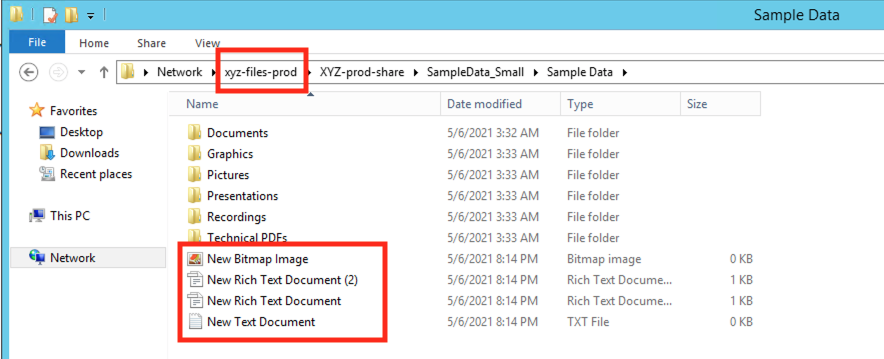 Sample Data
File Home Share View
Network xyz-files-prod XYZ-prod-share SampleData_Small Sample Data
Name Date modified Type Size
Favorites
Desktop
Downloads
Recent places
This PC
Network
Documents 5/6/2021 3:32 AM File folder
Graphics 5/6/2021 3:33 AM File folder
Pictures 5/6/2021 3:33 AM File folder
Presentations 5/6/2021 3:33 AM File folder
Recordings 5/6/2021 3:33 AM File folder
Technical PDFs 5/6/2021 3:33 AM File folder
New Bitmap Image 5/6/2021 8:14 PM Bitmap image 0 KB
New Rich Text Document (2) 5/6/2021 8:14 PM Rich Text Docume... 1 KB
New Rich Text Document 5/6/2021 8:14 PM Rich Text Docume... 1 KB
New Text Document 5/6/2021 8:14 PM TXT File 0 KB